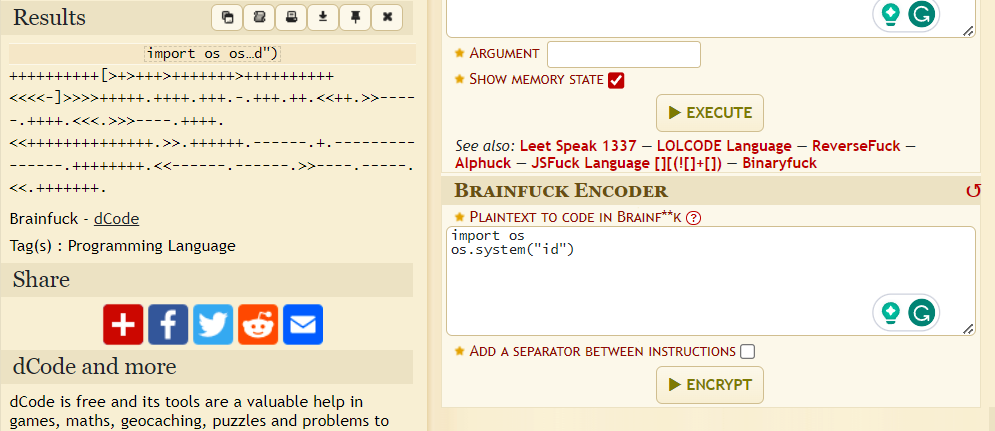 Results
import os os…d")
++++++++++[>+>+++>+++++++>++++++++++
<<<<-]>>>>+++++.++++.+++.-.+++.++.<<++.>>----
-.++++.<<<.>>>----.++++.
<<++++++++++++++.>>.++++++.------.+.---------
------.++++++++.<<------.------.>>----.-----.
<<.+++++++.
Brainfuck - dCode
Tag(s) : Programming Language
Share
dCode and more
dCode is free and its tools are a valuable help in
games, maths, geocaching, puzzles and problems to
ARGUMENT
SHOW MEMORY STATE
EXECUTE
See also: Leet Speak 1337 — LOLCODE Language — ReverseFuck —
Alphuck — JSFuck Language [][(![]+[]) — Binaryfuck
BRAINFUCK ENCODER
PLAINTEXT TO CODE IN BRAINF**K (?)
import os
os.system("id")
ADD A SEPARATOR BETWEEN INSTRUCTIONS
ENCRYPT